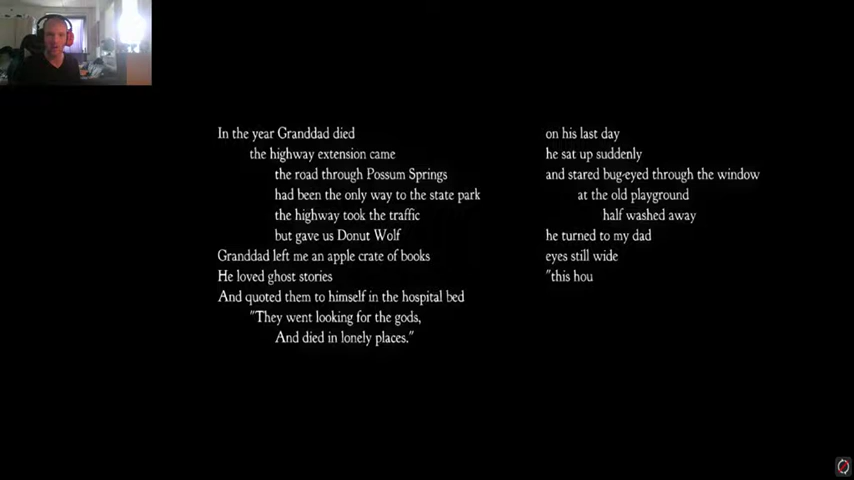 In the year Granddad died
the highway extension came
the road through Possum Springs
had been the only way to the state park
the highway took the traffic
but gave us Donut Wolf
Granddad left me an apple crate of books
He loved ghost stories
And quoted them to himself in the hospital bed
"They went looking for the gods,
And died in lonely places."
on his last day
he sat up suddenly
and stared bug-eyed through the window
at the old playground
half washed away
he turned to my dad
eyes still wide
"this hou